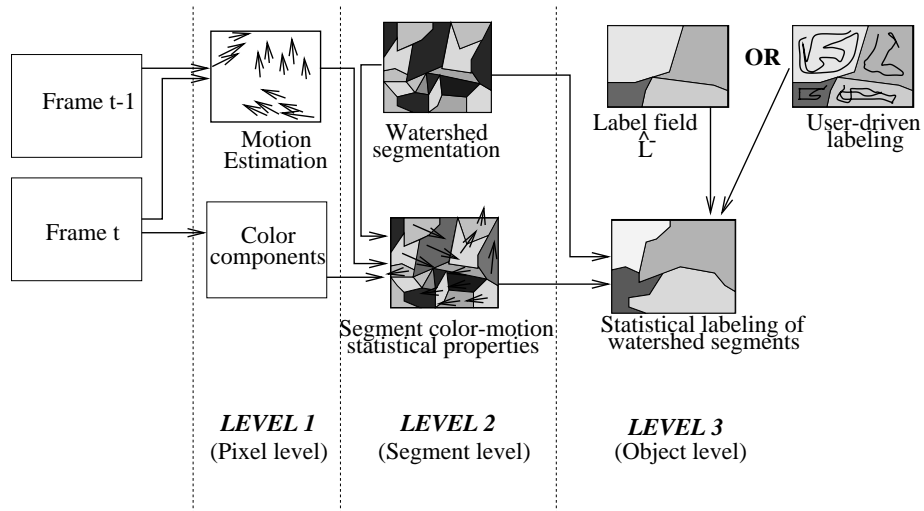 Frame t-1
Frame t
Motion
Estimation
Color
components
Watershed
segmentation
Segment color-motion
statistical properties
Label field
L̂
OR
User-driven
labeling
Statistical labeling of
watershed segments
LEVEL 1
(Pixel level)
LEVEL 2
(Segment level)
LEVEL 3
(Object level)